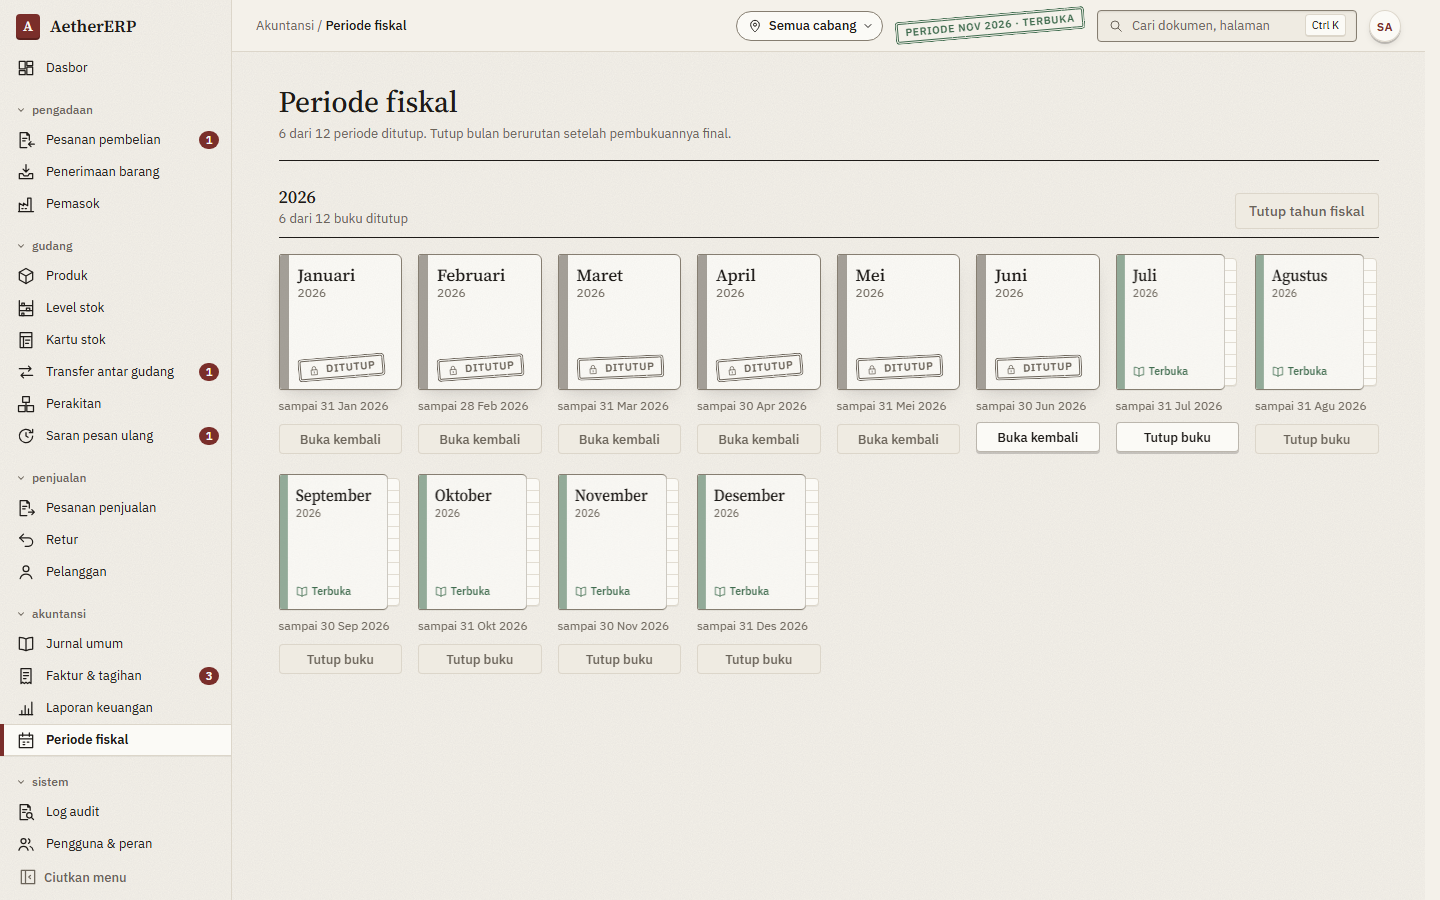 A AetherERP
Dasbor
pengadaan
Pesanan pembelian 1
Penerimaan barang
Pemasok
gudang
Produk
Level stok
Kartu stok
Transfer antar gudang 1
Perakitan
Saran pesan ulang 1
penjualan
Pesanan penjualan
Retur
Pelanggan
akuntansi
Jurnal umum
Faktur & tagihan 3
Laporan keuangan
Periode fiskal
sistem
Log audit
Pengguna & peran
Ciutkan menu
Akuntansi / Periode fiskal
Semua cabang
PERIODE NOV 2026 · TERBUKA
Cari dokumen, halaman Ctrl K
SA
Periode fiskal
6 dari 12 periode ditutup. Tutup bulan berurutan setelah pembukuannya final.
2026
6 dari 12 buku ditutup
Tutup tahun fiskal
Januari
2026
DITUTUP
sampai 31 Jan 2026
Buka kembali
Februari
2026
DITUTUP
sampai 28 Feb 2026
Buka kembali
Maret
2026
DITUTUP
sampai 31 Mar 2026
Buka kembali
April
2026
DITUTUP
sampai 30 Apr 2026
Buka kembali
Mei
2026
DITUTUP
sampai 31 Mei 2026
Buka kembali
Juni
2026
DITUTUP
sampai 30 Jun 2026
Buka kembali
Juli
2026
Terbuka
sampai 31 Jul 2026
Tutup buku
Agustus
2026
Terbuka
sampai 31 Agu 2026
Tutup buku
September
2026
Terbuka
sampai 30 Sep 2026
Tutup buku
Oktober
2026
Terbuka
sampai 31 Okt 2026
Tutup buku
November
2026
Terbuka
sampai 30 Nov 2026
Tutup buku
Desember
2026
Terbuka
sampai 31 Des 2026
Tutup buku